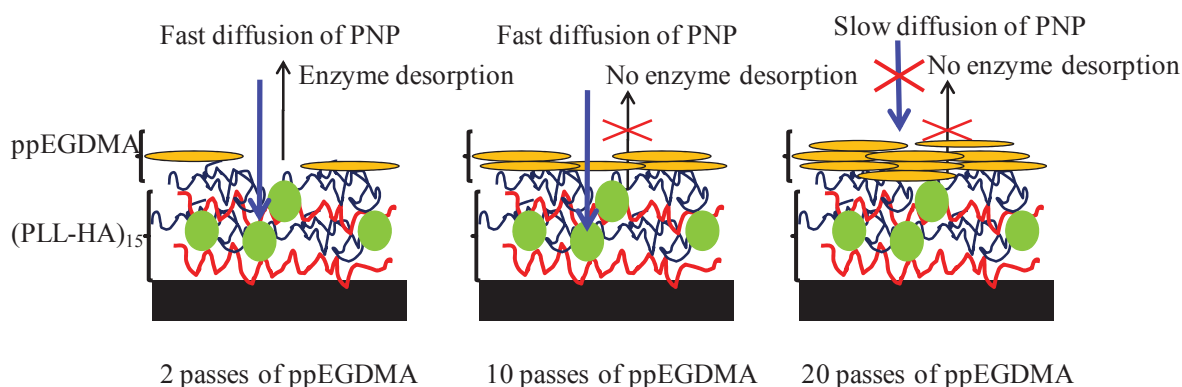 Fast diffusion of PNP
Enzyme desorption
Fast diffusion of PNP
No enzyme desorption
Slow diffusion of PNP
No enzyme desorption
ppEGDMA
(PLL-HA)15
2 passes of ppEGDMA
10 passes of ppEGDMA
20 passes of ppEGDMA